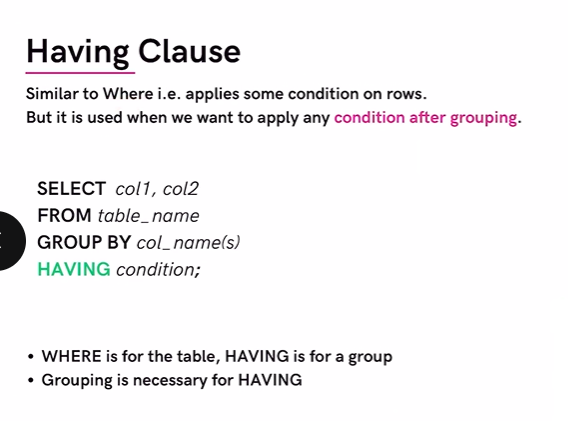 Having Clause
Similar to Where i.e. applies some condition on rows.
But it is used when we want to apply any condition after grouping.
SELECT col1, col2
FROM table_name
GROUP BY col_name(s)
HAVING condition;
• WHERE is for the table, HAVING is for a group
• Grouping is necessary for HAVING